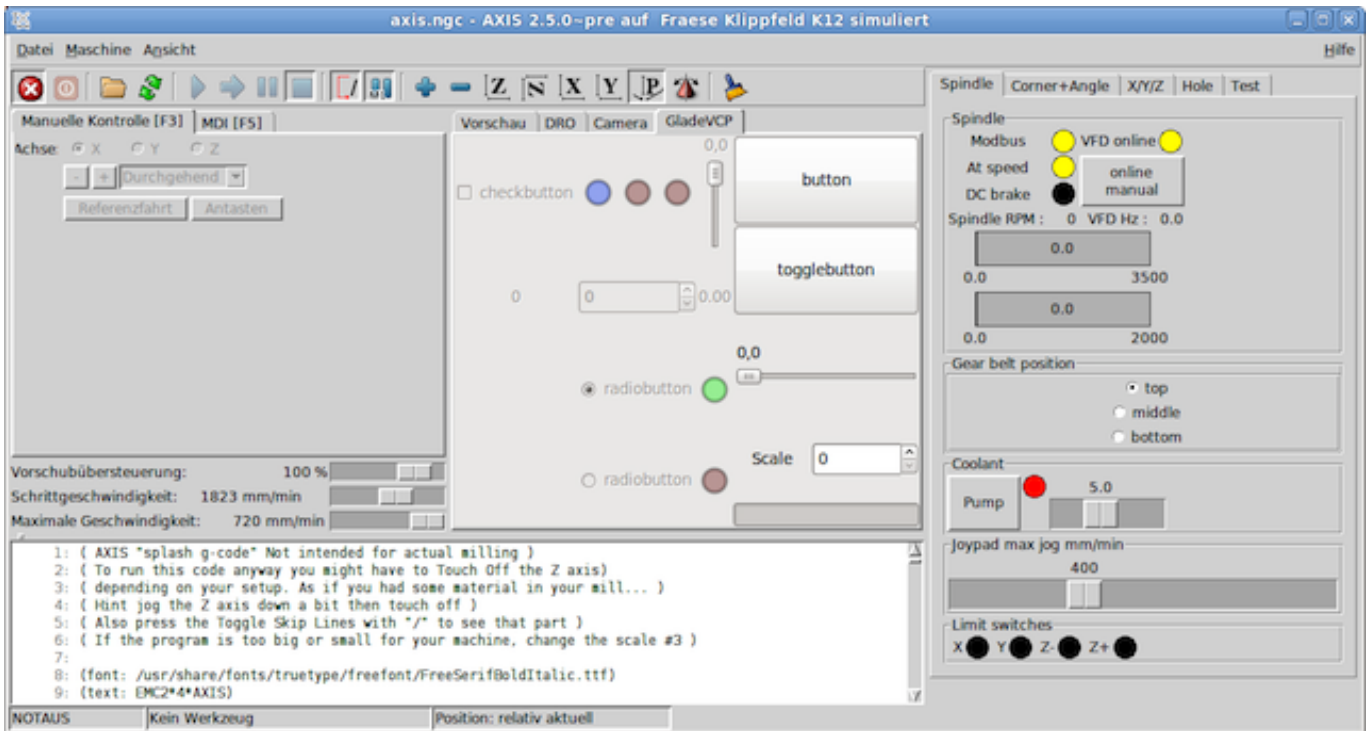 axis.ngc - AXIS 2.5.0~pre auf  Fraese Klippfeld K12 simuliert
Datei Maschine Ansicht Hilfe
Z N X Y P
Manuelle Kontrolle [F3] MDI [F5]
Achse: X Y Z
- + Durchgehend
Referenzfahrt Antasten
Vorschubübersteuerung: 100 %
Schrittgeschwindigkeit: 1823 mm/min
Maximale Geschwindigkeit: 720 mm/min
Vorschau DRO Camera GladeVCP
0,0
checkbutton
button
togglebutton
0 0 0.00
0,0
radiobutton
Scale 0
radiobutton
Spindle Corner+Angle X/Y/Z Hole Test
Spindle
Modbus VFD online
At speed
online
manual
DC brake
Spindle RPM : 0 VFD Hz : 0.0
0.0
0.0 3500
0.0
0.0 2000
Gear belt position
top
middle
bottom
Coolant
Pump 5.0
Joypad max jog mm/min
400
Limit switches
X Y Z- Z+
1: ( AXIS "splash g-code" Not intended for actual milling )
2: ( To run this code anyway you might have to Touch Off the Z axis)
3: ( depending on your setup. As if you had some material in your mill... )
4: ( Hint jog the Z axis down a bit then touch off )
5: ( Also press the Toggle Skip Lines with "/" to see that part )
6: ( If the program is too big or small for your machine, change the scale #3 )
7:
8: (font: /usr/share/fonts/truetype/freefont/FreeSerifBoldItalic.ttf)
9: (text: EMC2*4*AXIS)
NOTAUS Kein Werkzeug Position: relativ aktuell